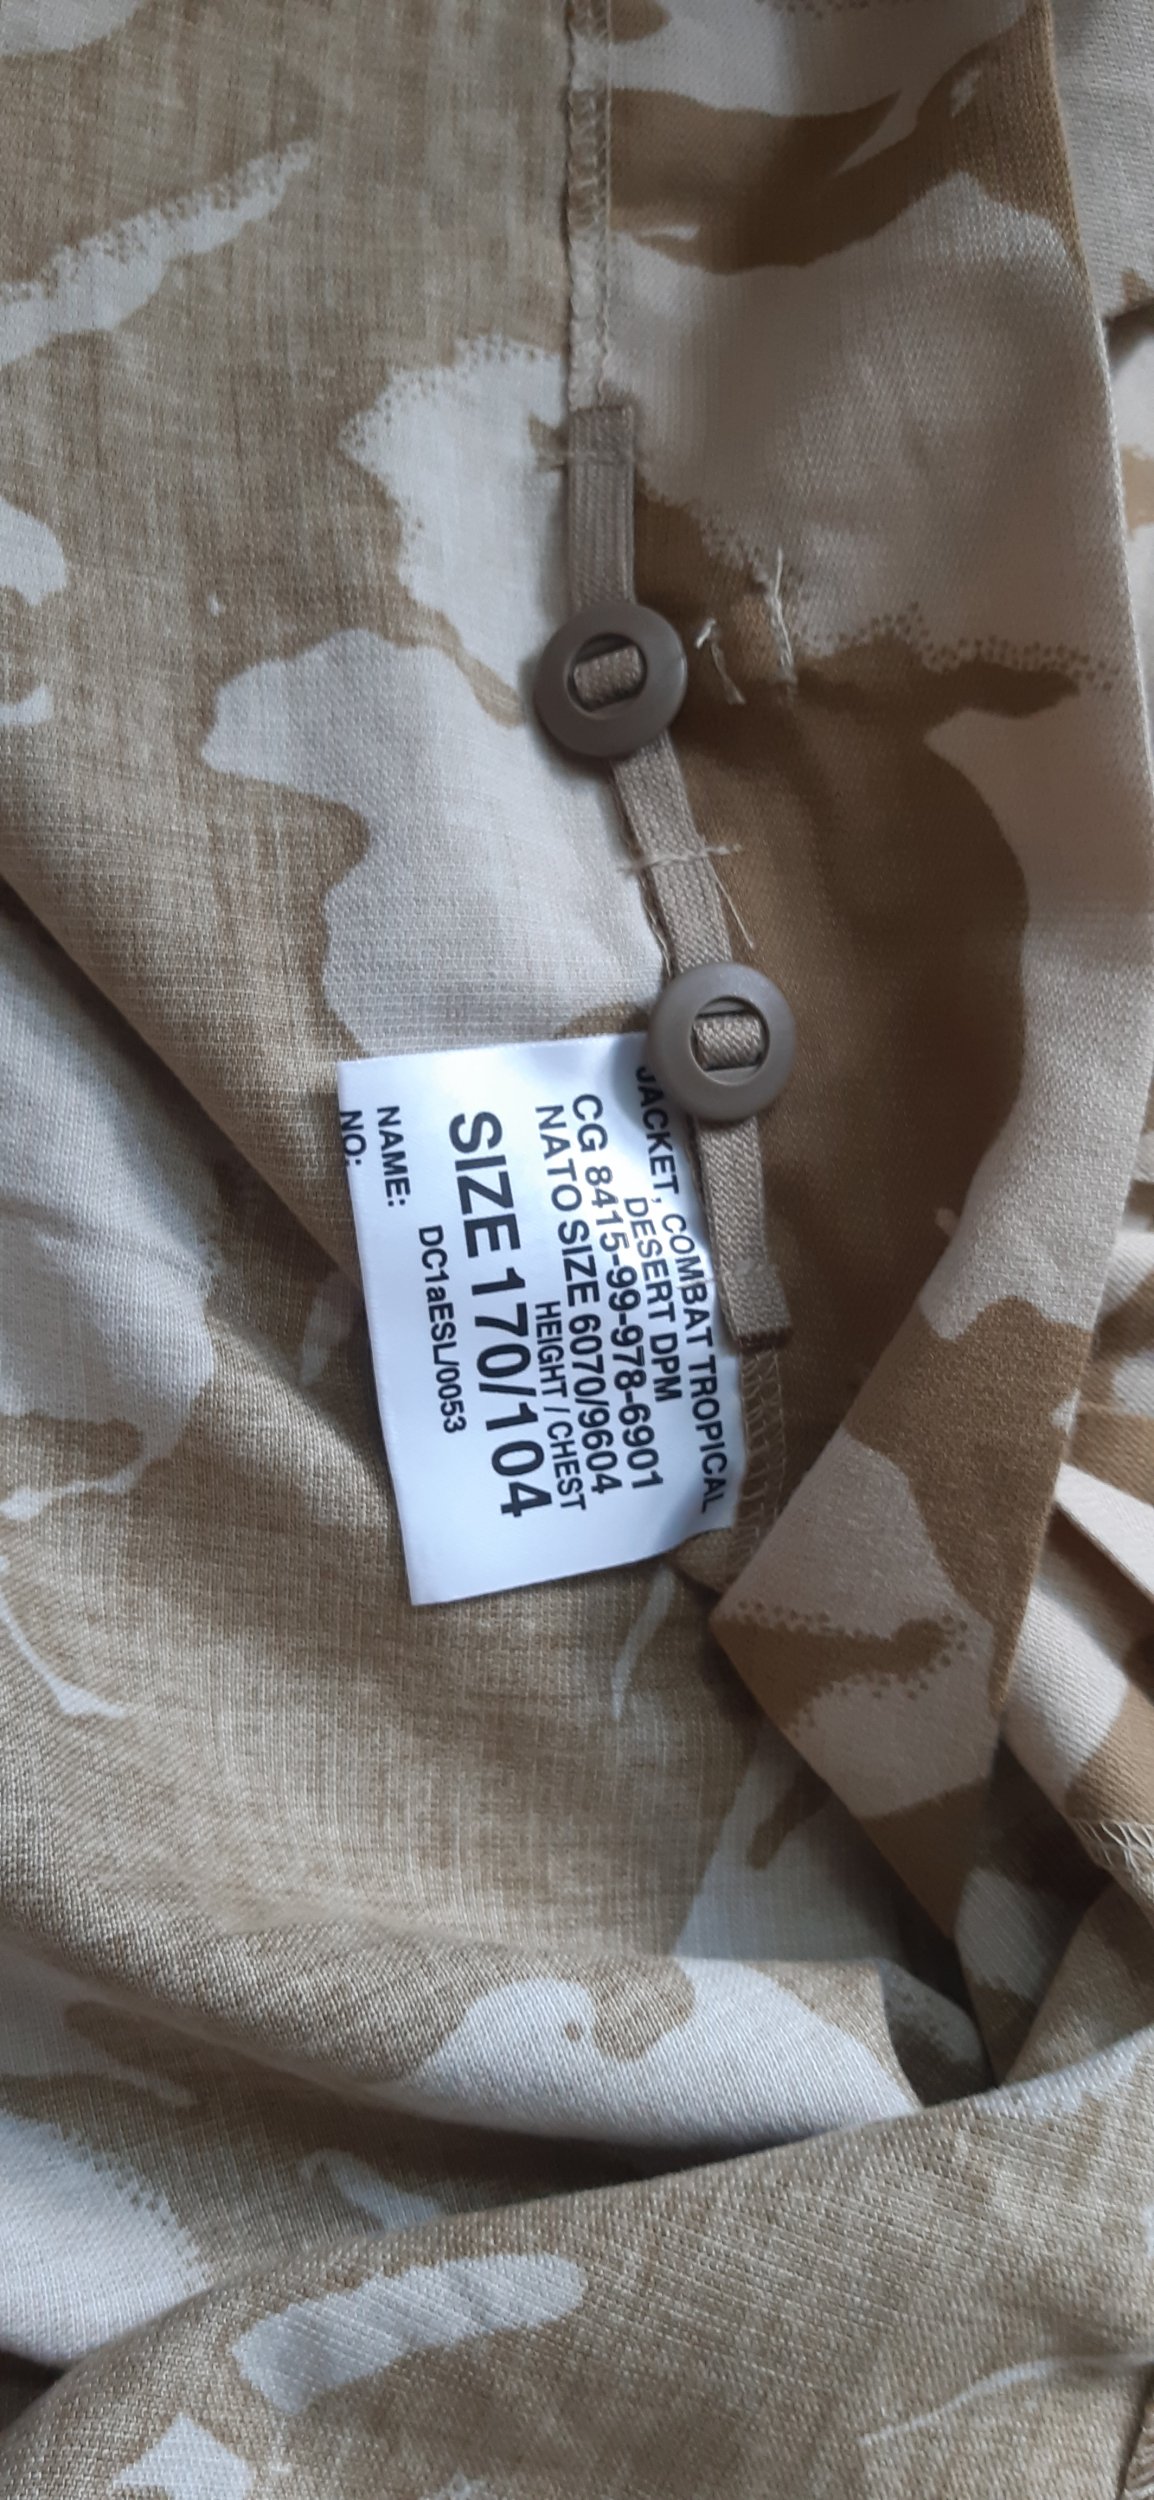 JACKET, COMBAT TROPICAL
DESERT DPM
CG 8415-99-978-6901
NATO SIZE 6070/9604
HEIGHT / CHEST
SIZE 170/104
DC1aESL/0053
NAME:
NO: